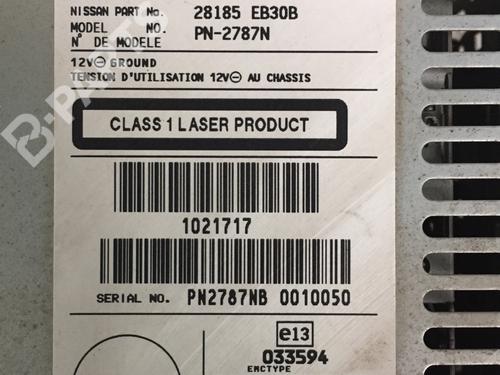 NISSAN PART No. 28185 EB30B
MODEL NO. PN-2787N
N° DE MODELE
12V⊖ GROUND
TENSION D'UTILISATION 12V⊖ AU CHASSIS
CLASS 1 LASER PRODUCT
1021717
SERIAL NO. PN2787NB 0010050
e13
033594
EMCTYPE
B-PARTS